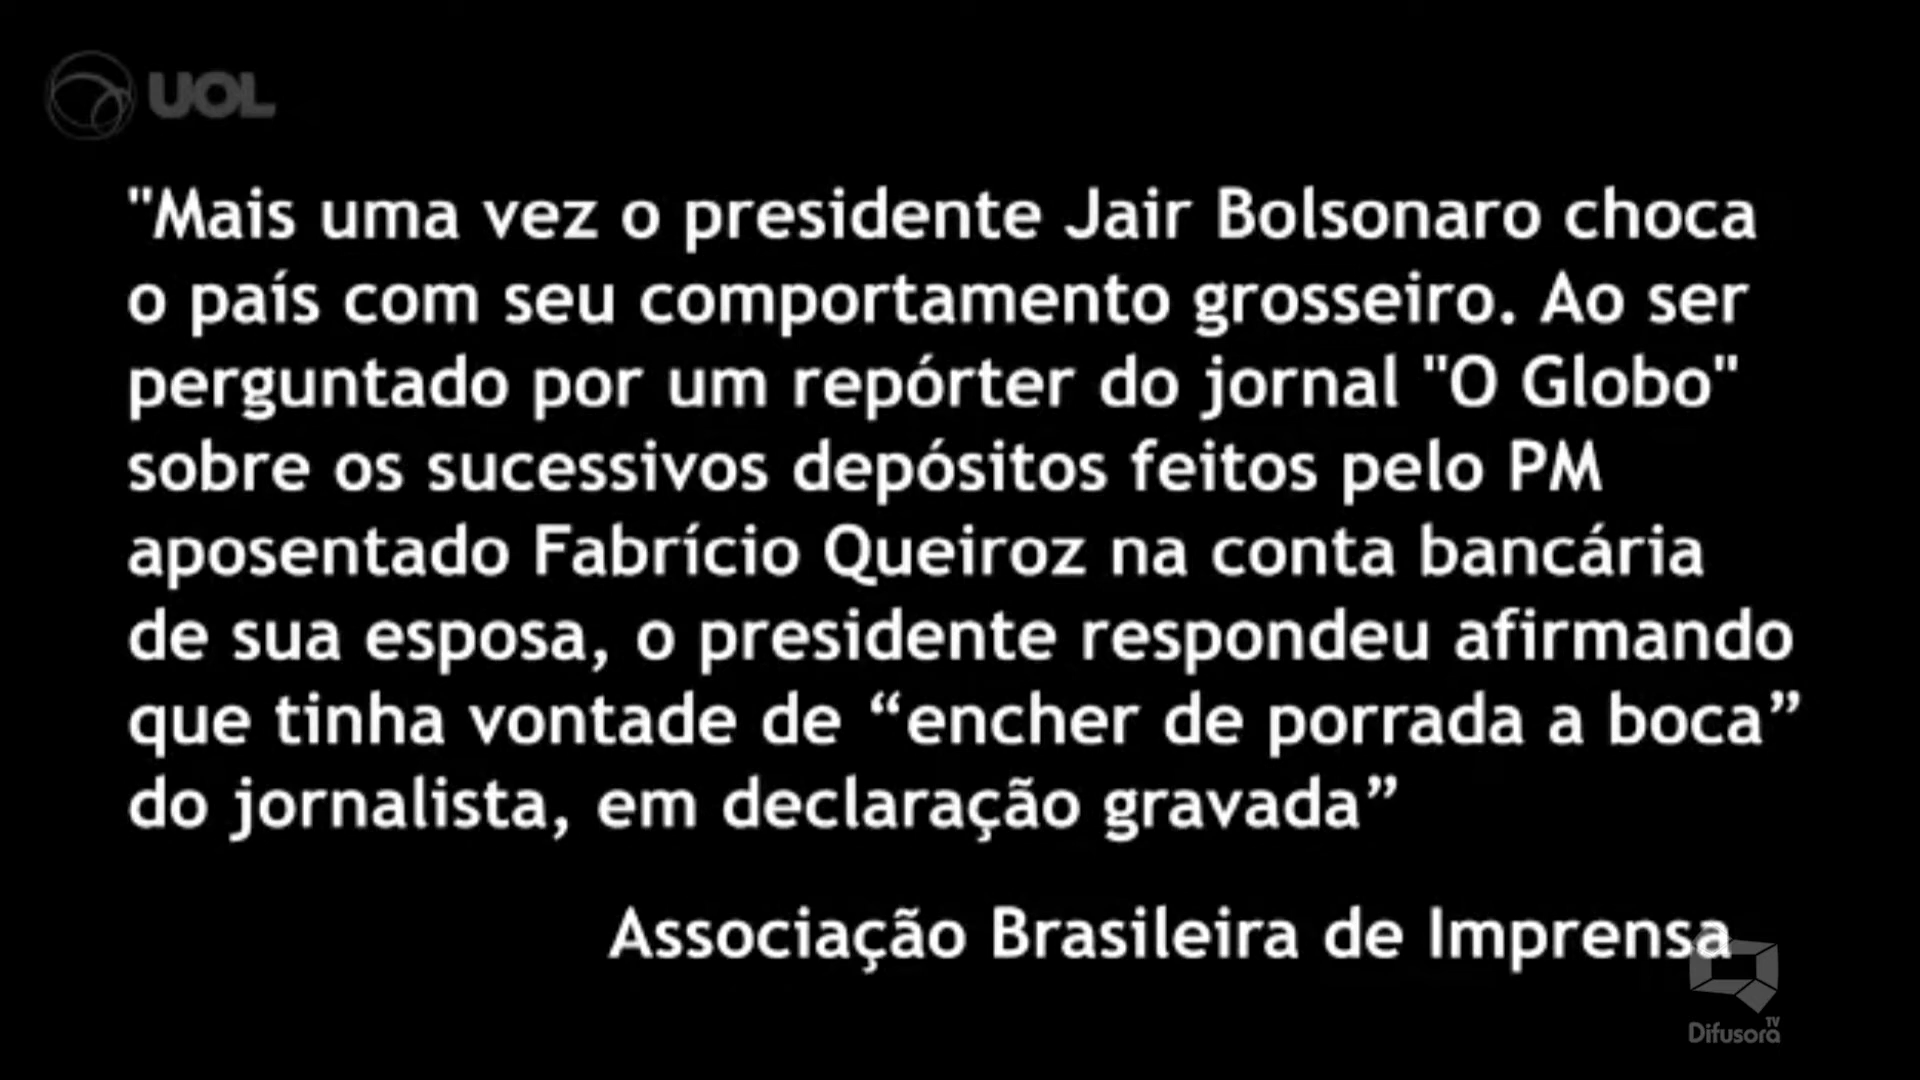 UOL
"Mais uma vez o presidente Jair Bolsonaro choca
o país com seu comportamento grosseiro. Ao ser
perguntado por um repórter do jornal "O Globo"
sobre os sucessivos depósitos feitos pelo PM
aposentado Fabrício Queiroz na conta bancária
de sua esposa, o presidente respondeu afirmando
que tinha vontade de “encher de porrada a boca”
do jornalista, em declaração gravada”
Associação Brasileira de Imprensa
TV
Difusora